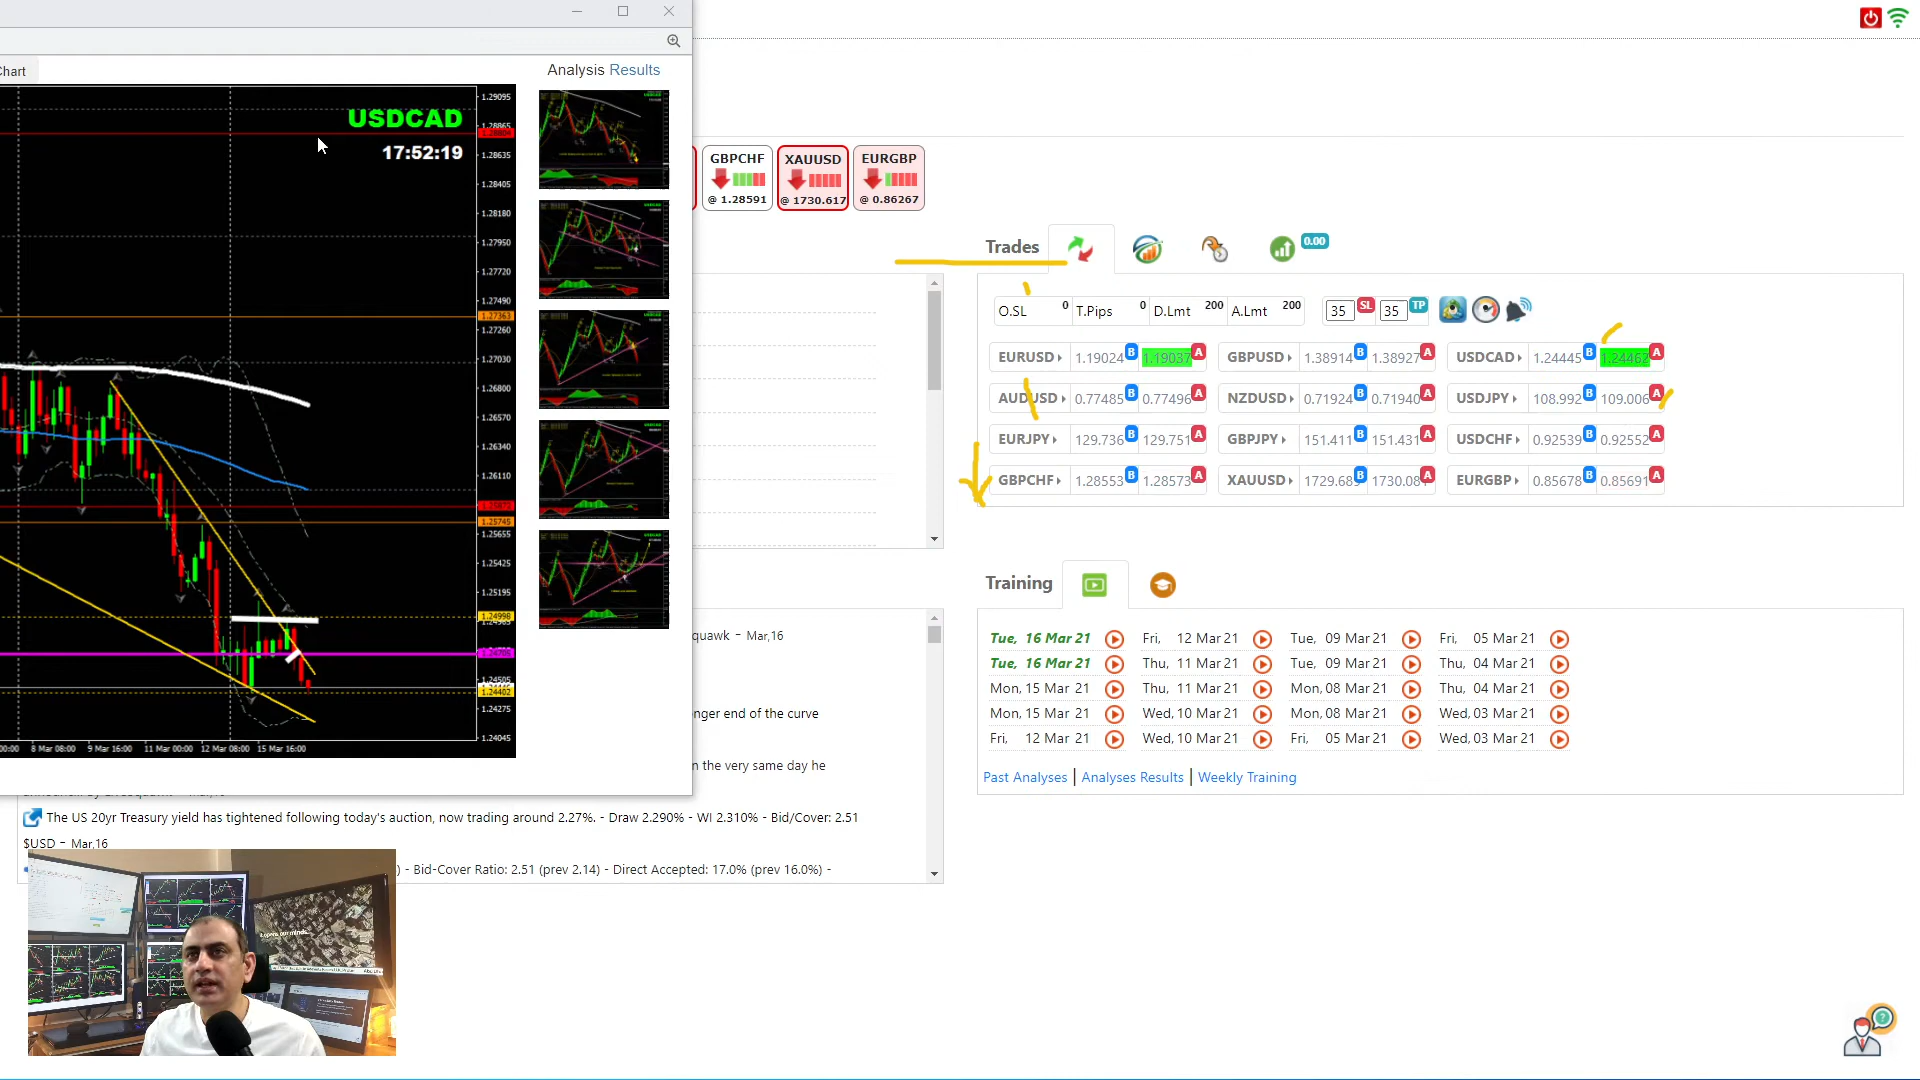 Chart
Analysis Results
USDCAD
17:52:19
1.29095
1.28865
1.28635
1.28405
1.28180
1.27950
1.27720
1.27490
1.27363
1.27260
1.27030
1.26800
1.26570
1.26340
1.26110
1.25745
1.25655
1.25425
1.25195
1.24998
1.24505
1.24402
1.24275
1.24045
8 Mar 08:00 9 Mar 16:00 11 Mar 00:00 12 Mar 08:00 15 Mar 16:00
GBPCHF
@ 1.28591
XAUUSD
@ 1730.617
EURGBP
@ 0.86267
Trades
0.00
O.SL 0 T.Pips 0 D.Lmt 200 A.Lmt 200 35 SL 35 TP
EURUSD 1.19024 B 1.19037 A GBPUSD 1.38914 B 1.38927 A USDCAD 1.24445 B 1.24462 A
AUDUSD 0.77485 B 0.77496 A NZDUSD 0.71924 B 0.71940 A USDJPY 108.992 B 109.006 A
EURJPY 129.736 B 129.751 A GBPJPY 151.411 B 151.431 A USDCHF 0.92539 B 0.92552 A
GBPCHF 1.28553 B 1.28573 A XAUUSD 1729.68 B 1730.08 A EURGBP 0.85678 B 0.85691 A
Training
Tue, 16 Mar 21 Fri, 12 Mar 21 Tue, 09 Mar 21 Fri, 05 Mar 21
Tue, 16 Mar 21 Thu, 11 Mar 21 Tue, 09 Mar 21 Thu, 04 Mar 21
Mon, 15 Mar 21 Thu, 11 Mar 21 Mon, 08 Mar 21 Thu, 04 Mar 21
Mon, 15 Mar 21 Wed, 10 Mar 21 Mon, 08 Mar 21 Wed, 03 Mar 21
Fri, 12 Mar 21 Wed, 10 Mar 21 Fri, 05 Mar 21 Wed, 03 Mar 21
Past Analyses | Analyses Results | Weekly Training
quawk - Mar,16
nger end of the curve
n the very same day he
The US 20yr Treasury yield has tightened following today's auction, now trading around 2.27%. - Draw 2.290% - WI 2.310% - Bid/Cover: 2.51
$USD - Mar,16
) - Bid-Cover Ratio: 2.51 (prev 2.14) - Direct Accepted: 17.0% (prev 16.0%) -